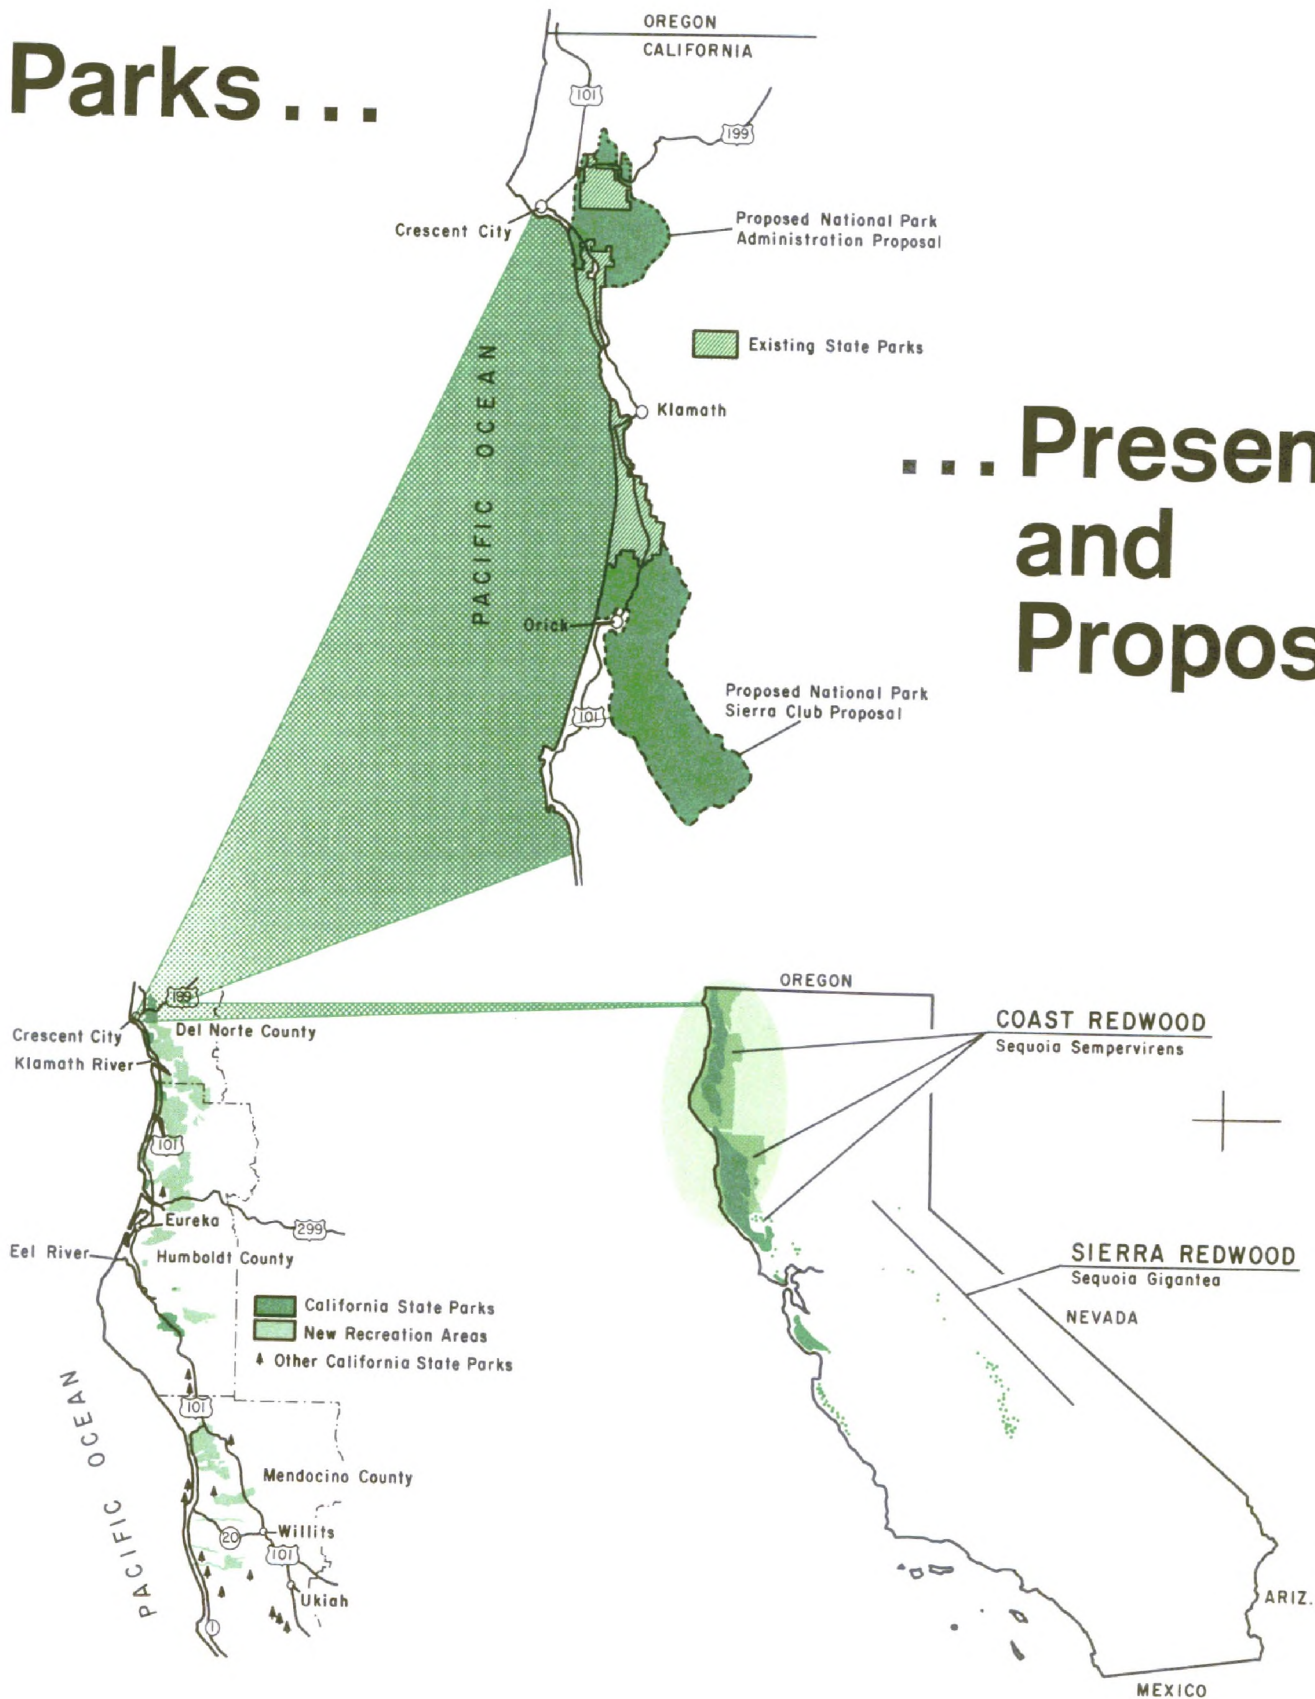 Parks ...
OREGON
CALIFORNIA
101
199
Crescent City
Proposed National Park
Administration Proposal
Existing State Parks
PACIFIC OCEAN
Klamath
... Presen
and
Propos
Orick
Proposed National Park
Sierra Club Proposal
101
199
Crescent City
Del Norte County
Klamath River
101
Eureka
299
Eel River
Humboldt County
California State Parks
New Recreation Areas
Other California State Parks
101
PACIFIC OCEAN
Mendocino County
20
Willits
101
Ukiah
1
OREGON
COAST REDWOOD
Sequoia Sempervirens
SIERRA REDWOOD
Sequoia Gigantea
NEVADA
ARIZ.
MEXICO